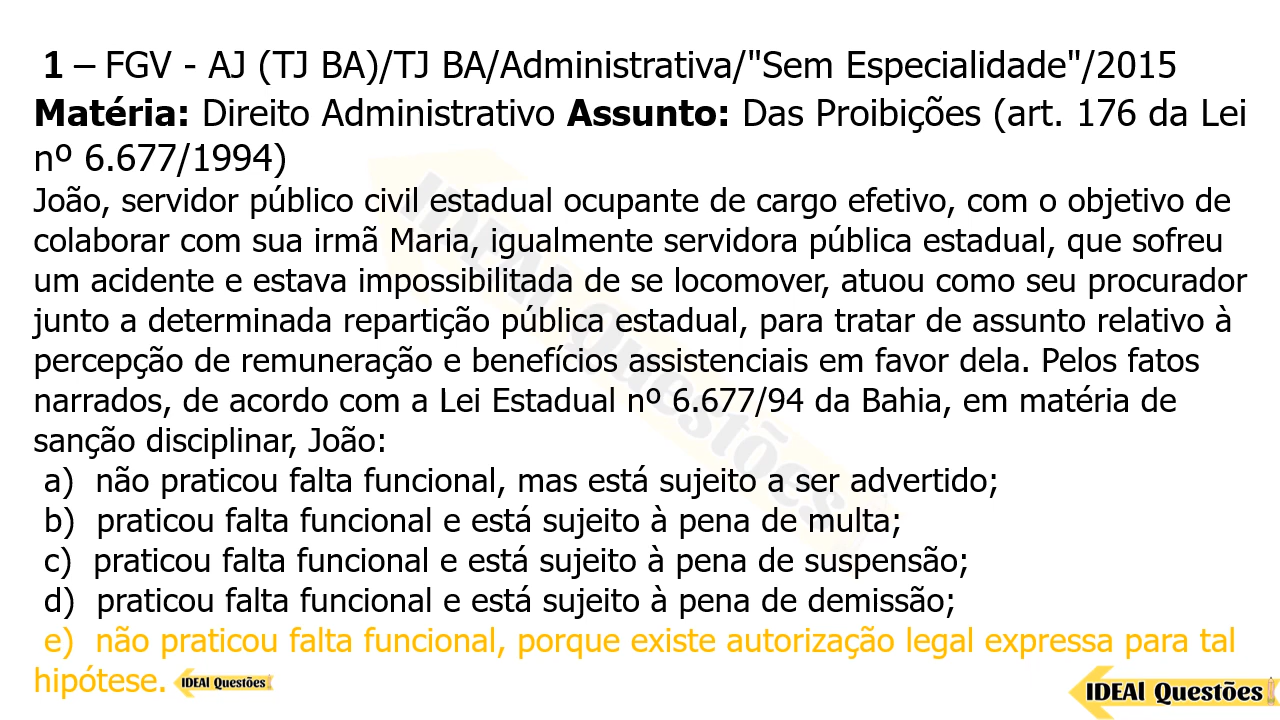 1 – FGV - AJ (TJ BA)/TJ BA/Administrativa/"Sem Especialidade"/2015
Matéria: Direito Administrativo Assunto: Das Proibições (art. 176 da Lei
nº 6.677/1994)
João, servidor público civil estadual ocupante de cargo efetivo, com o objetivo de
colaborar com sua irmã Maria, igualmente servidora pública estadual, que sofreu
um acidente e estava impossibilitada de se locomover, atuou como seu procurador
junto a determinada repartição pública estadual, para tratar de assunto relativo à
percepção de remuneração e benefícios assistenciais em favor dela. Pelos fatos
narrados, de acordo com a Lei Estadual nº 6.677/94 da Bahia, em matéria de
sanção disciplinar, João:
a) não praticou falta funcional, mas está sujeito a ser advertido;
b) praticou falta funcional e está sujeito à pena de multa;
c) praticou falta funcional e está sujeito à pena de suspensão;
d) praticou falta funcional e está sujeito à pena de demissão;
e) não praticou falta funcional, porque existe autorização legal expressa para tal
hipótese. IDEAl Questões
IDEAl Questões
IDEAl Questões